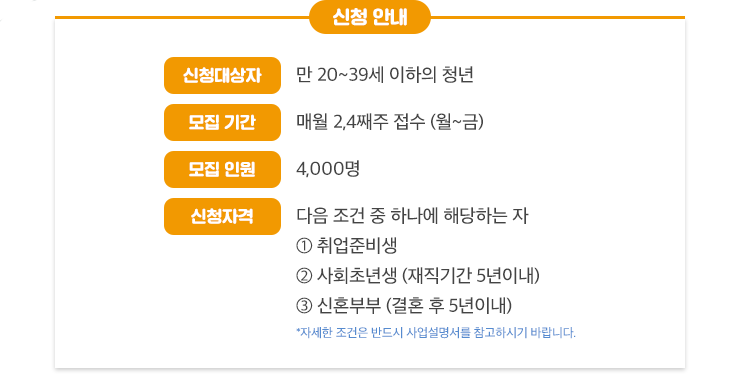 신청 안내
신청대상자 만 20~39세 이하의 청년
모집 기간 매월 2,4째주 접수 (월~금)
모집 인원 4,000명
신청자격 다음 조건 중 하나에 해당하는 자
① 취업준비생
② 사회초년생 (재직기간 5년이내)
③ 신혼부부 (결혼 후 5년이내)
*자세한 조건은 반드시 사업설명서를 참고하시기 바랍니다.